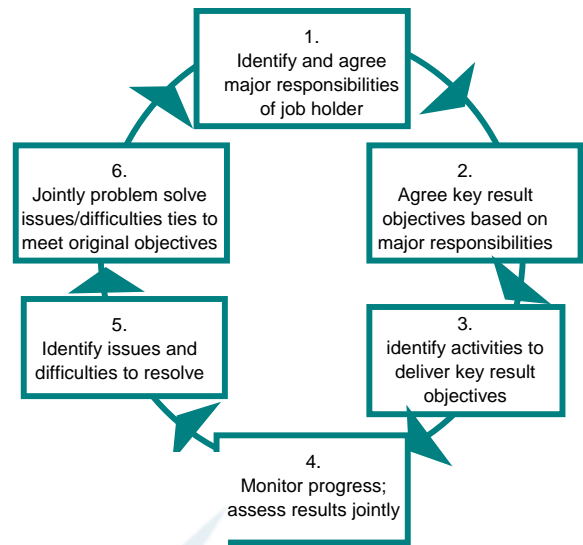 1.
Identify and agree
major responsibilities
of job holder
2.
Agree key result
objectives based on
major responsibilities
3.
identify activities to
deliver key result
objectives
4.
Monitor progress;
assess results jointly
5.
Identify issues and
difficulties to resolve
6.
Jointly problem solve
issues/difficulties ties to
meet original objectives